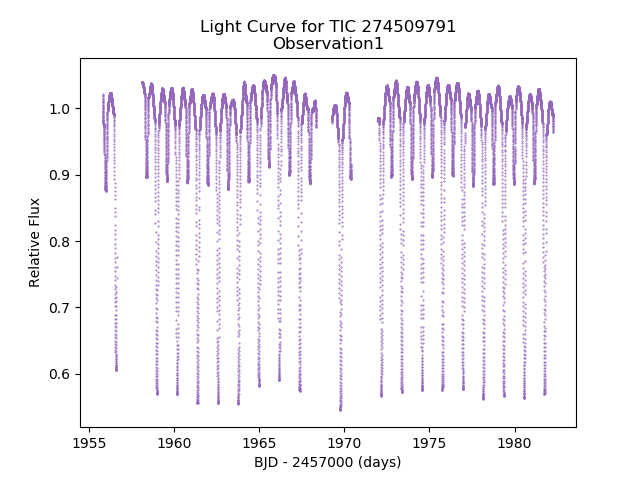 Light Curve for TIC 274509791
Observation1
1.0
0.9
0.8
0.7
0.6
Relative Flux
1955
1960
1965
1970
1975
1980
BJD - 2457000 (days)